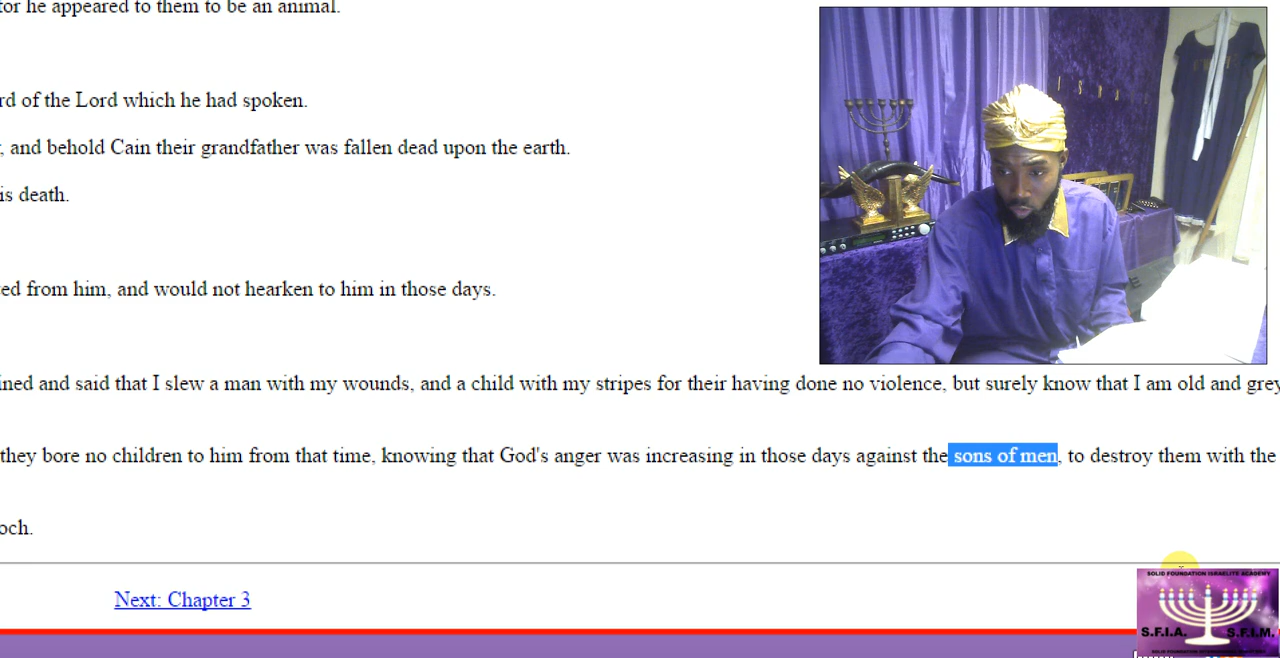 for he appeared to them to be an animal.
rd of the Lord which he had spoken.
, and behold Cain their grandfather was fallen dead upon the earth.
is death.
ed from him, and would not hearken to him in those days.
ined and said that I slew a man with my wounds, and a child with my stripes for their having done no violence, but surely know that I am old and grey
they bore no children to him from that time, knowing that God's anger was increasing in those days against the sons of men, to destroy them with the
och.
Next: Chapter 3
SOLID FOUNDATION ISRAELITE ACADEMY
S.F.I.A. S.F.I.M.